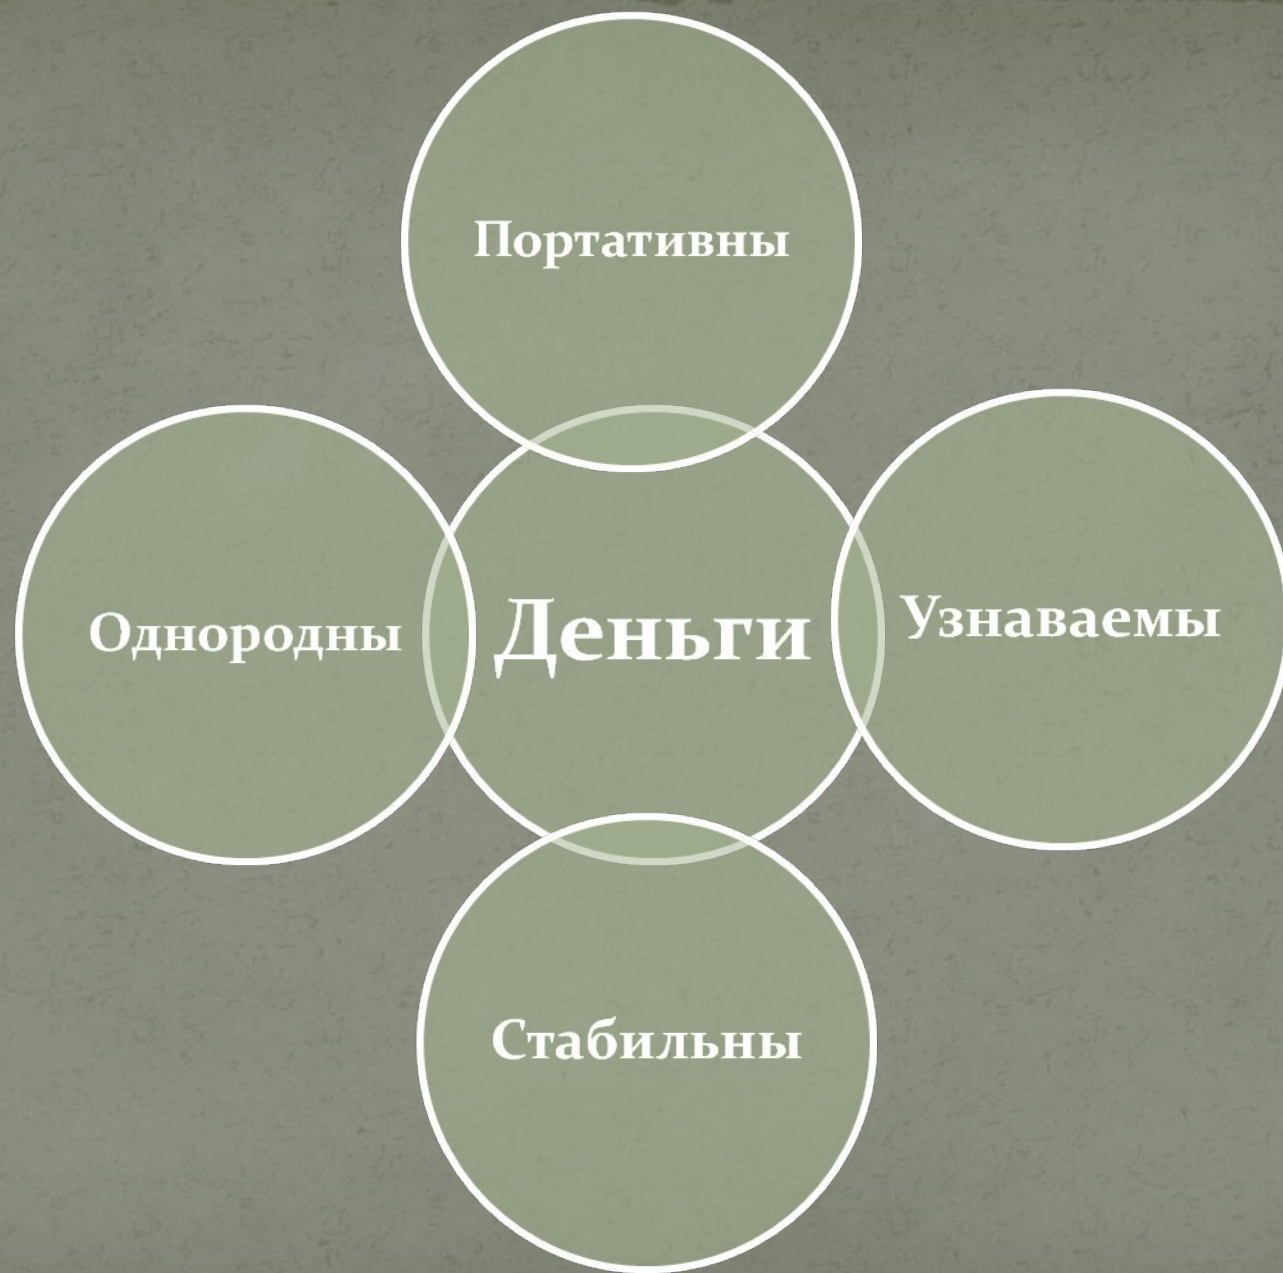 Портативны
Однородны
Деньги
Узнаваемы
Стабильны